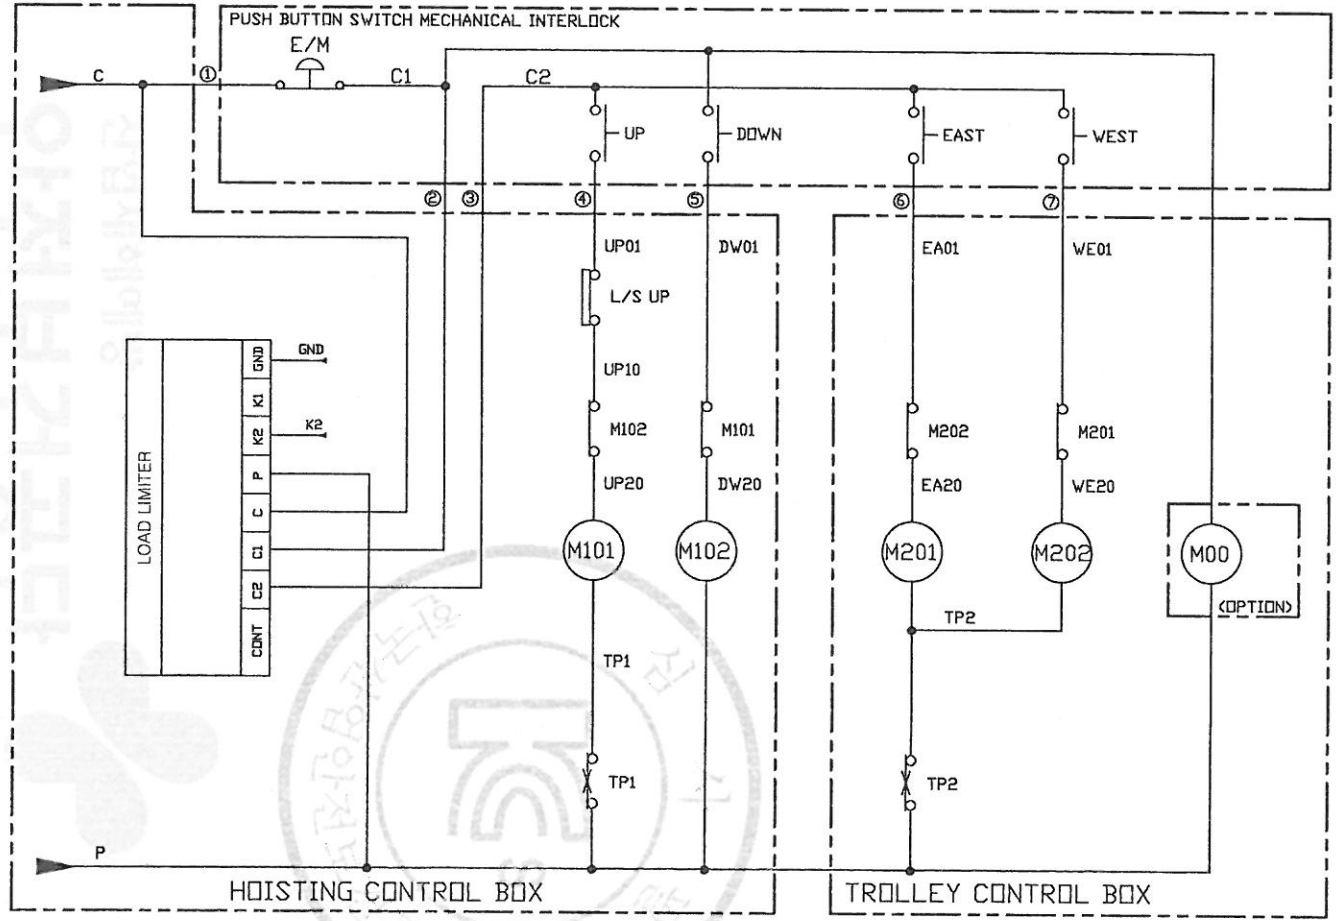 PUSH BUTTON SWITCH MECHANICAL INTERLOCK
E/M
C
①
C1
C2
UP
DOWN
EAST
WEST
②
③
④
⑤
⑥
⑦
UP01
DW01
EA01
WE01
L/S UP
UP10
GND
GND
K1
K2
K2
P
C
C1
C2
CONT
LOAD LIMITER
M102
M101
M202
M201
UP20
DW20
EA20
WE20
M101
M102
M201
M202
M00
(OPTION)
TP2
TP1
TP1
TP2
P
HOISTING CONTROL BOX
TROLLEY CONTROL BOX